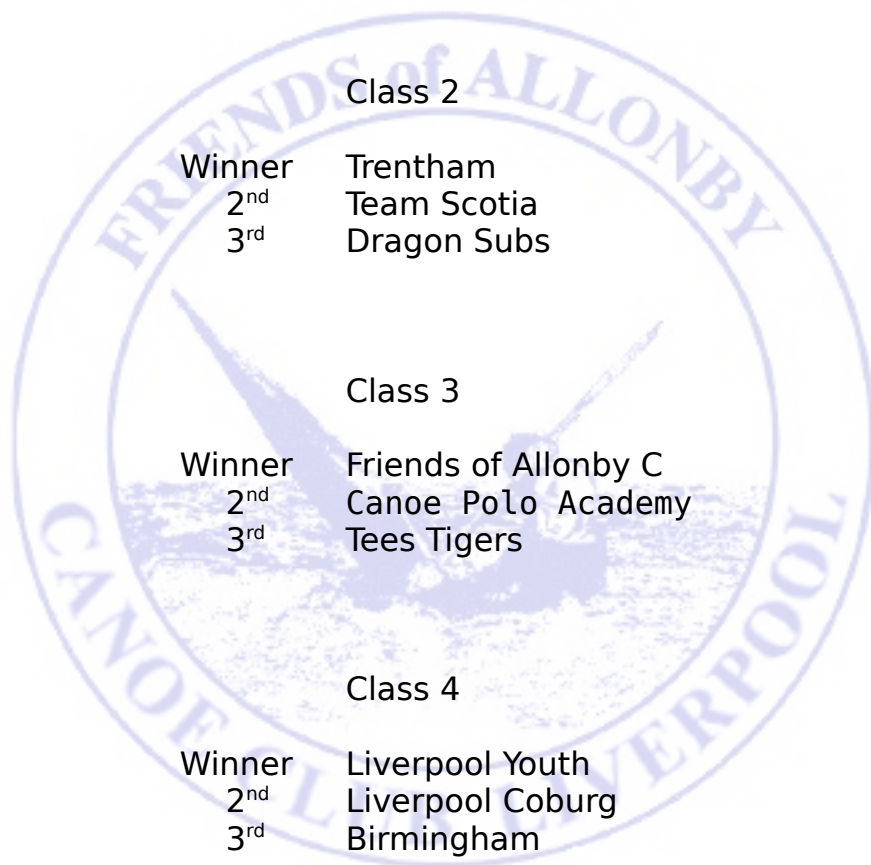 FRIENDS of ALLONBY
CANOE CLUB LIVERPOOL
Class 2
Winner Trentham
2nd Team Scotia
3rd Dragon Subs
Class 3
Winner Friends of Allonby C
2nd Canoe Polo Academy
3rd Tees Tigers
Class 4
Winner Liverpool Youth
2nd Liverpool Coburg
3rd Birmingham